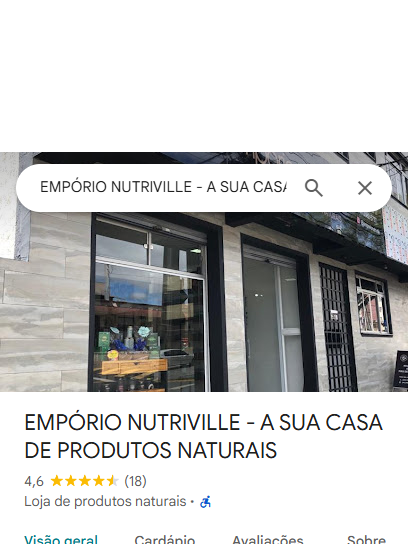 EMPÓRIO NUTRIVILLE - A SUA CASA
EMPÓRIO NUTRIVILLE - A SUA CASA
DE PRODUTOS NATURAIS
4,6 (18)
Loja de produtos naturais ·
Visão geral Cardápio Avaliações Sobre